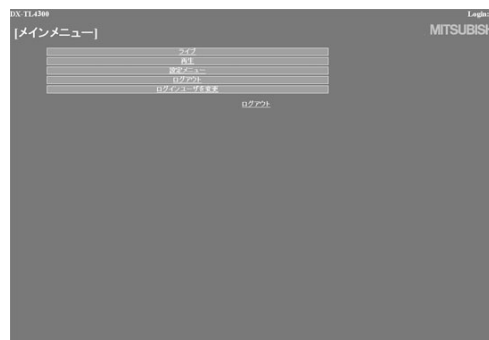 DX-TL4300
Login:
[メインメニュー]
MITSUBISH
ライブ
再生
設定メニュー
ログアウト
ログインユーザを変更
ログアウト